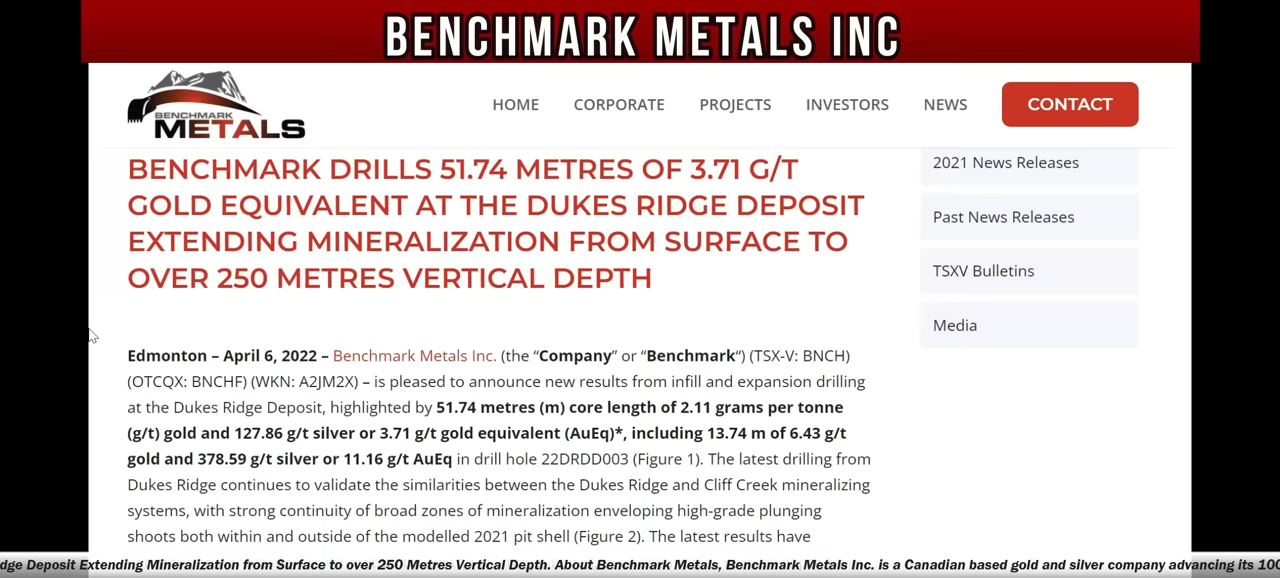 BENCHMARK METALS INC
BENCHMARK
METALS
HOME CORPORATE PROJECTS INVESTORS NEWS CONTACT
BENCHMARK DRILLS 51.74 METRES OF 3.71 G/T
GOLD EQUIVALENT AT THE DUKES RIDGE DEPOSIT
EXTENDING MINERALIZATION FROM SURFACE TO
OVER 250 METRES VERTICAL DEPTH
2021 News Releases
Past News Releases
TSXV Bulletins
Media
Edmonton – April 6, 2022 – Benchmark Metals Inc. (the “Company” or “Benchmark“) (TSX-V: BNCH)
(OTCQX: BNCHF) (WKN: A2JM2X) – is pleased to announce new results from infill and expansion drilling
at the Dukes Ridge Deposit, highlighted by 51.74 metres (m) core length of 2.11 grams per tonne
(g/t) gold and 127.86 g/t silver or 3.71 g/t gold equivalent (AuEq)*, including 13.74 m of 6.43 g/t
gold and 378.59 g/t silver or 11.16 g/t AuEq in drill hole 22DRDD003 (Figure 1). The latest drilling from
Dukes Ridge continues to validate the similarities between the Dukes Ridge and Cliff Creek mineralizing
systems, with strong continuity of broad zones of mineralization enveloping high-grade plunging
shoots both within and outside of the modelled 2021 pit shell (Figure 2). The latest results have
dge Deposit Extending Mineralization from Surface to over 250 Metres Vertical Depth. About Benchmark Metals, Benchmark Metals Inc. is a Canadian based gold and silver company advancing its 100